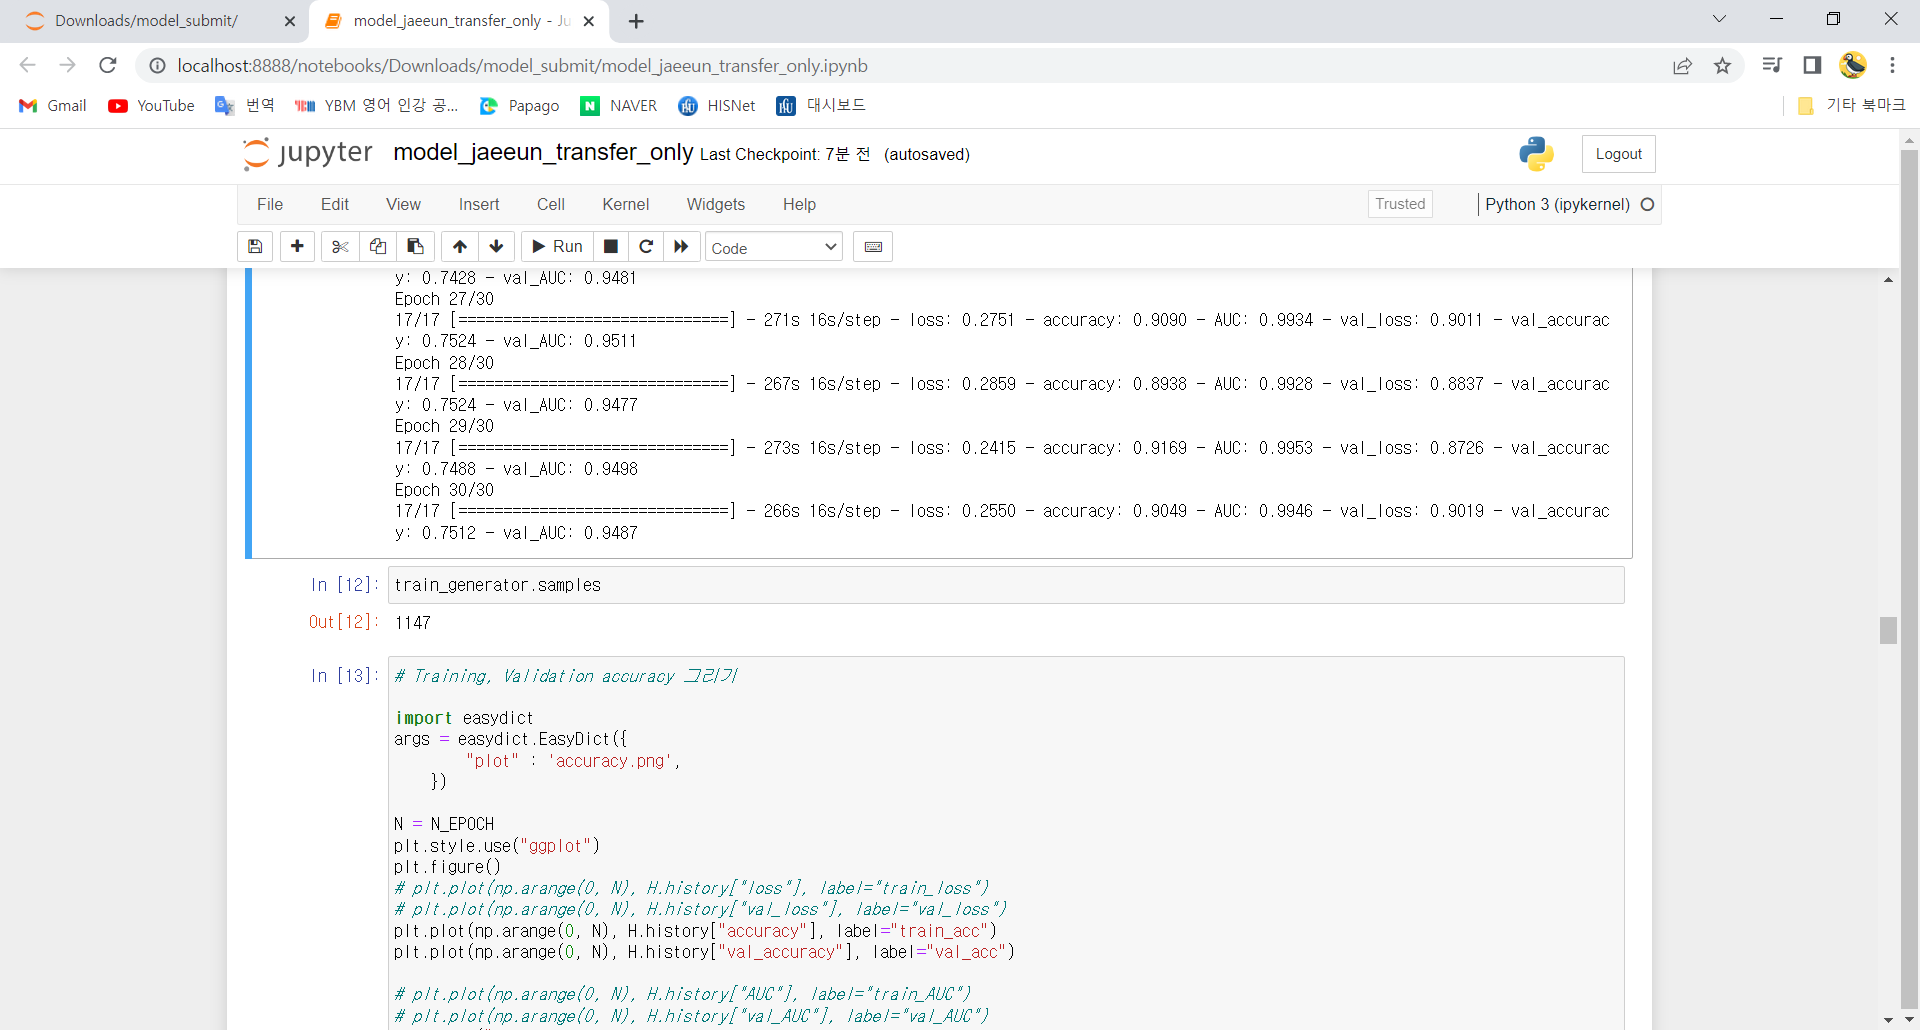 Downloads/model_submit/
model_jaeeun_transfer_only - Ju
localhost:8888/notebooks/Downloads/model_submit/model_jaeeun_transfer_only.ipynb
Gmail YouTube 번역 YBM 영어 인강 공... Papago NAVER HISNet 대시보드 기타 북마크
jupyter model_jaeeun_transfer_only Last Checkpoint: 7분 전 (autosaved) Logout
File Edit View Insert Cell Kernel Widgets Help Trusted Python 3 (ipykernel)
Run Code
y: 0.7428 - val_AUC: 0.9481
Epoch 27/30
17/17 [==============================] - 271s 16s/step - loss: 0.2751 - accuracy: 0.9090 - AUC: 0.9934 - val_loss: 0.9011 - val_accurac
y: 0.7524 - val_AUC: 0.9511
Epoch 28/30
17/17 [==============================] - 267s 16s/step - loss: 0.2859 - accuracy: 0.8938 - AUC: 0.9928 - val_loss: 0.8837 - val_accurac
y: 0.7524 - val_AUC: 0.9477
Epoch 29/30
17/17 [==============================] - 273s 16s/step - loss: 0.2415 - accuracy: 0.9169 - AUC: 0.9953 - val_loss: 0.8726 - val_accurac
y: 0.7488 - val_AUC: 0.9498
Epoch 30/30
17/17 [==============================] - 266s 16s/step - loss: 0.2550 - accuracy: 0.9049 - AUC: 0.9946 - val_loss: 0.9019 - val_accurac
y: 0.7512 - val_AUC: 0.9487
In [12]: train_generator.samples
Out[12]: 1147
In [13]: # Training, Validation accuracy 그리기
import easydict
args = easydict.EasyDict({
"plot" : 'accuracy.png',
})
N = N_EPOCH
plt.style.use("ggplot")
plt.figure()
# plt.plot(np.arange(0, N), H.history["loss"], label="train_loss")
# plt.plot(np.arange(0, N), H.history["val_loss"], label="val_loss")
plt.plot(np.arange(0, N), H.history["accuracy"], label="train_acc")
plt.plot(np.arange(0, N), H.history["val_accuracy"], label="val_acc")
# plt.plot(np.arange(0, N), H.history["AUC"], label="train_AUC")
# plt.plot(np.arange(0, N), H.history["val_AUC"], label="val_AUC")